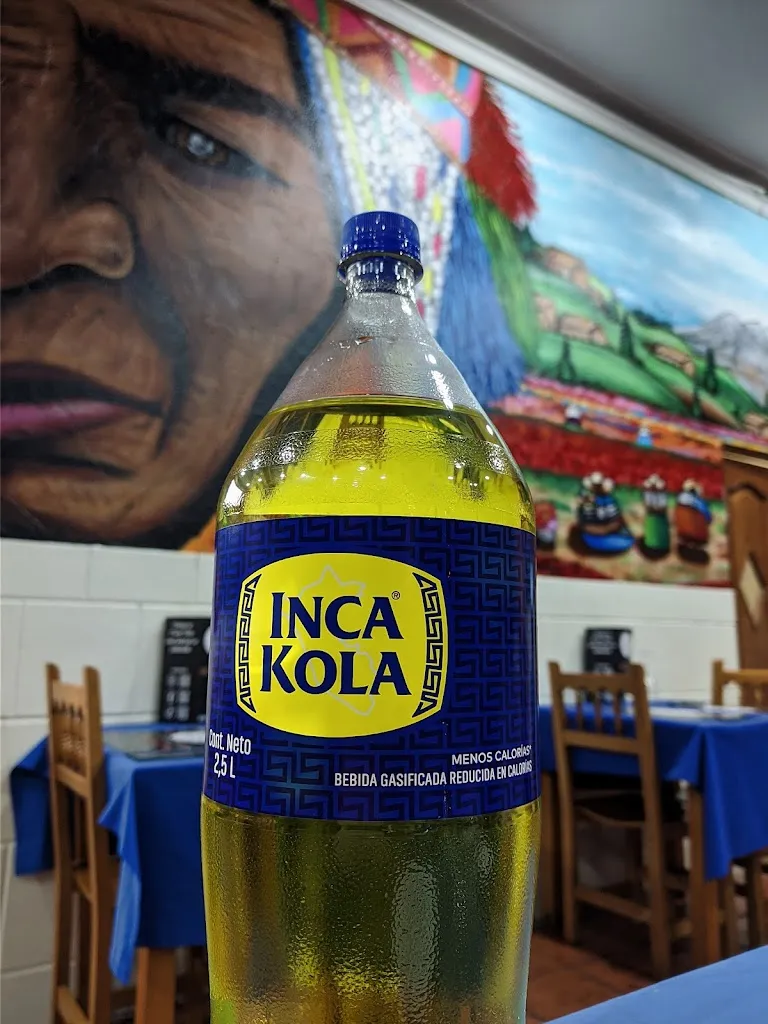 INCA®
KOLA
Cont. Neto
2,5 L
MENOS CALORÍAS*
BEBIDA GASIFICADA REDUCIDA EN CALORÍAS